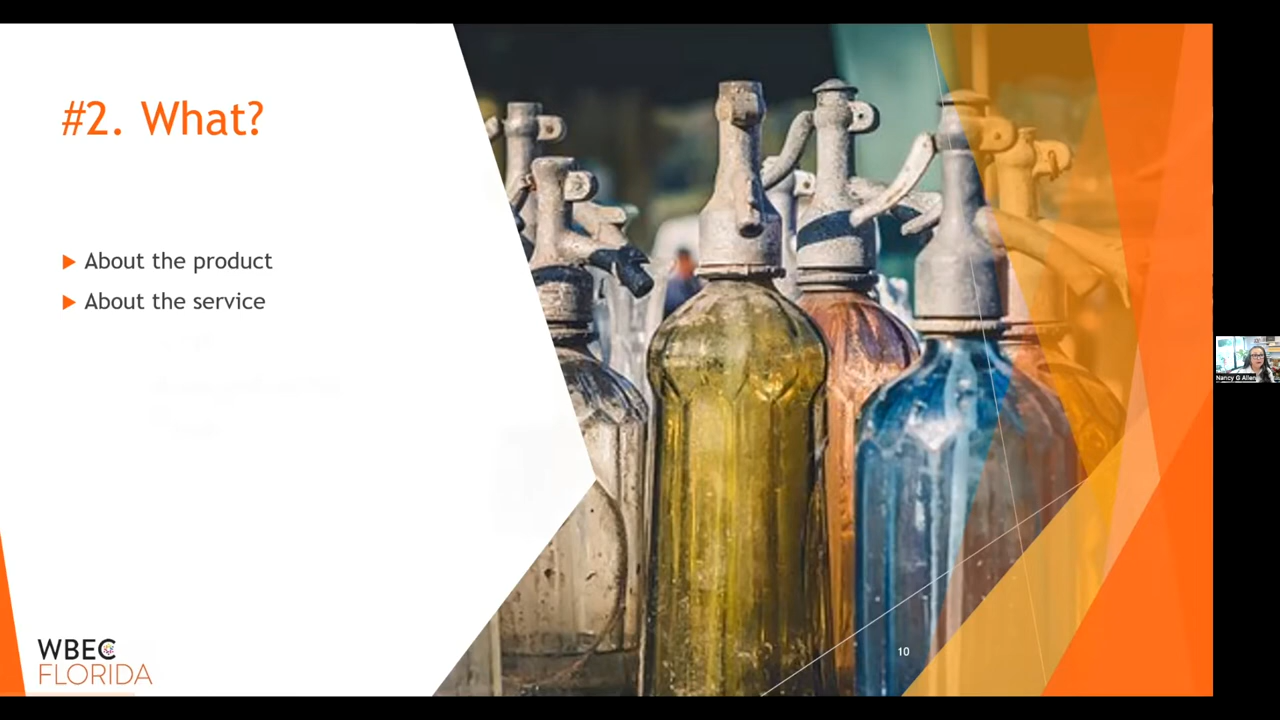 #2. What?
About the product
About the service
WBEC
FLORIDA
10
Nancy G Allen